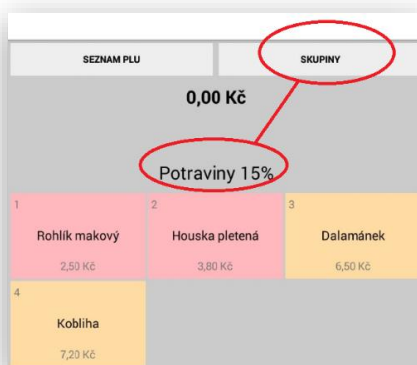 SEZNAM PLU
SKUPINY
0,00 Kč
Potraviny 15%
1
2
3
Rohlík makový
Houska pletená
Dalamánek
2,50 Kč
3,80 Kč
6,50 Kč
4
Kobliha
7,20 Kč